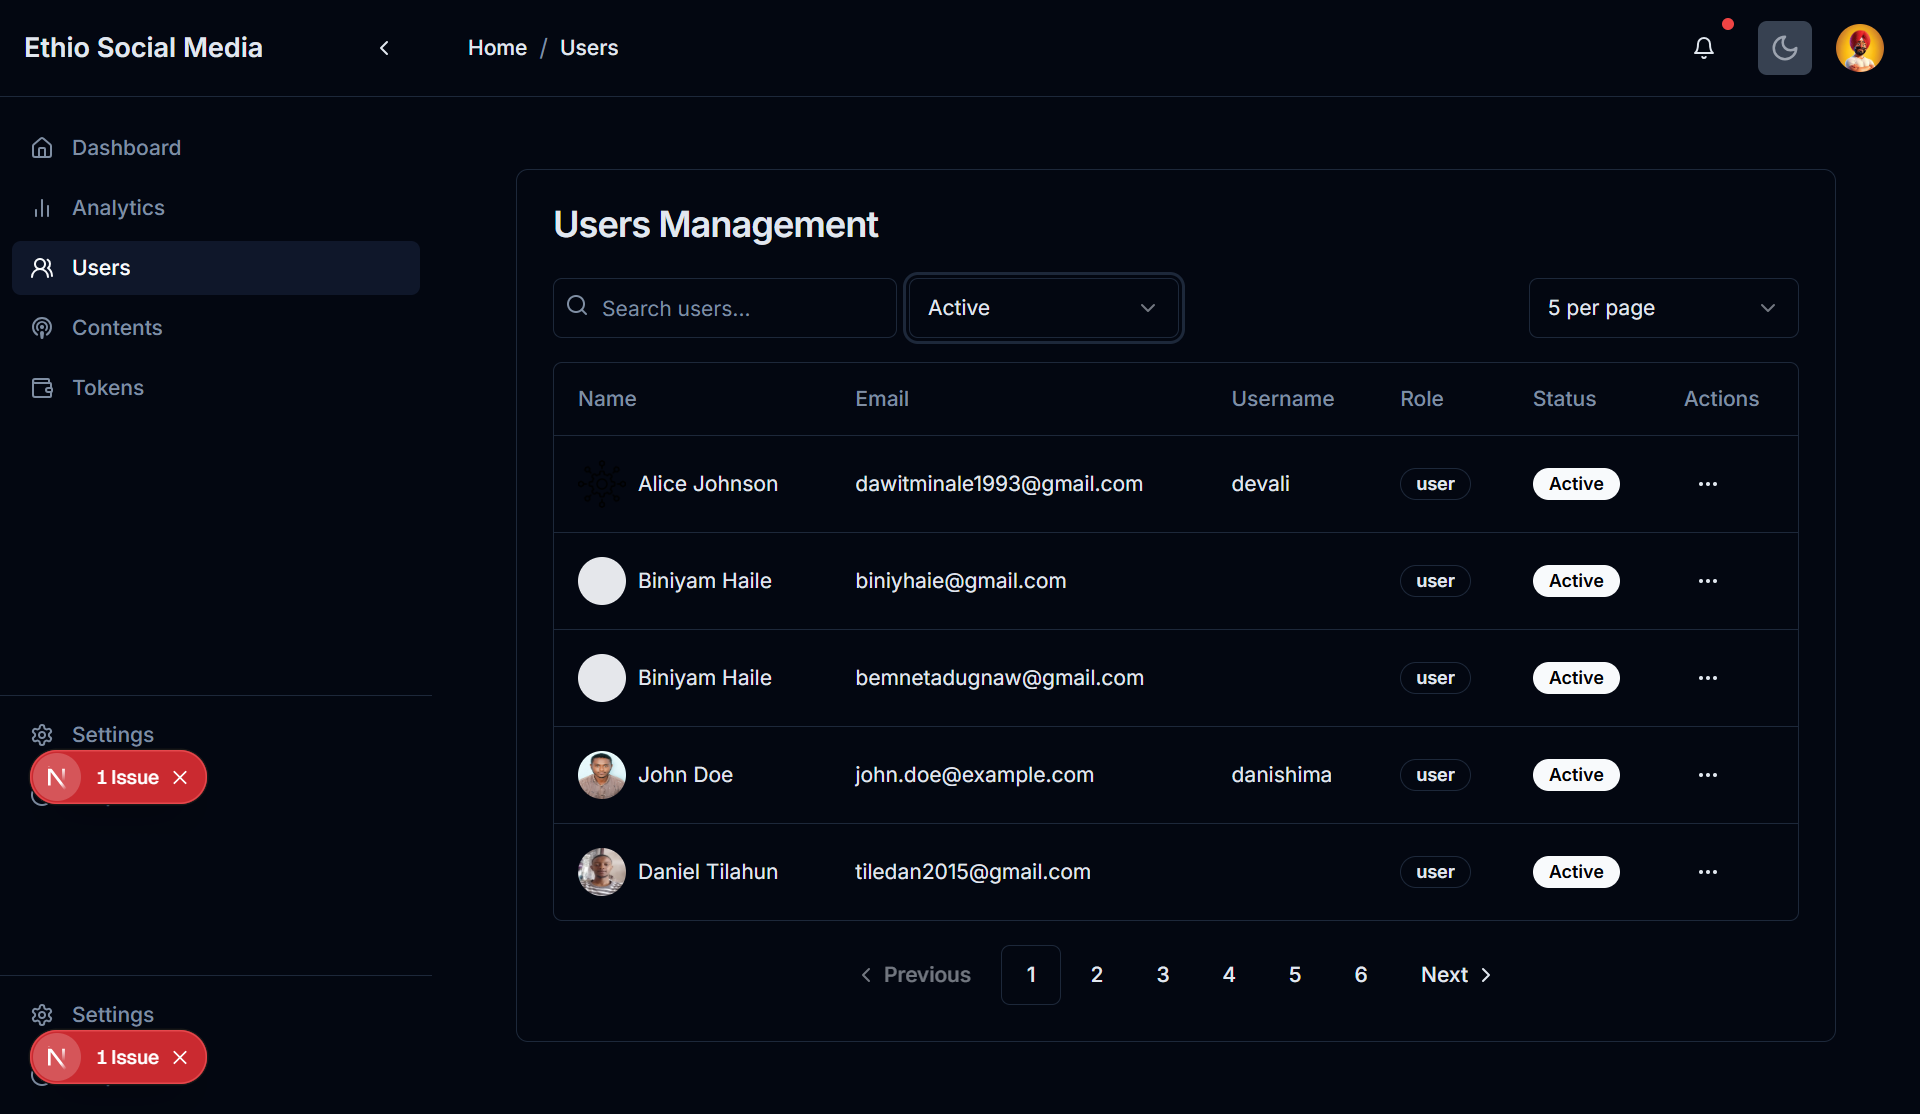 Ethio Social Media
Home / Users
Dashboard
Analytics
Users
Contents
Tokens
Settings
N 1 Issue
Settings
N 1 Issue
Users Management
Search users...
Active
5 per page
Name Email Username Role Status Actions
Alice Johnson dawitminale1993@gmail.com devali user Active
Biniyam Haile biniyhaie@gmail.com user Active
Biniyam Haile bemnetadugnaw@gmail.com user Active
John Doe john.doe@example.com danishima user Active
Daniel Tilahun tiledan2015@gmail.com user Active
Previous 1 2 3 4 5 6 Next